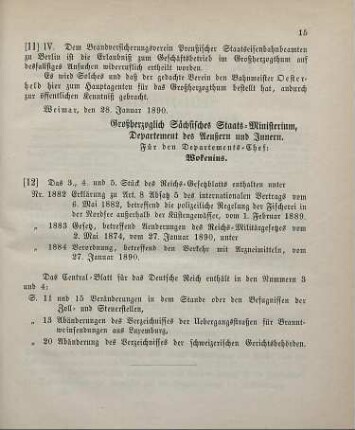 15
[11] IV. Dem Brandversicherungsverein Preußischer Staatseisenbahnbeamten
zu Berlin ist die Erlaubniß zum Geschäftsbetrieb im Großherzogthum auf
desfallsiges Ansuchen widerruflich ertheilt worden.
Es wird Solches und daß der gedachte Verein den Bahnmeister Oester-
held hier zum Hauptagenten für das Großherzogthum bestellt hat, andurch zur
öffentlichen Kenntniß gebracht.
Weimar, den 28. Januar 1890.
Großherzoglich Sächsisches Staats-Ministerium,
Departement des Aeußern und Innern.
Für den Departements-Chef:
Wokenius.
[12] Das 3., 4. und 5. Stück des Reichs-Gesetzblatts enthalten unter
Nr. 1882 Erklärung zu Art. 8 Absatz 5 des internationalen Vertrags vom
6. Mai 1882, betreffend die polizeiliche Regelung der Fischerei in
der Nordsee außerhalb der Küstengewässer, vom 1. Februar 1889.
„ 1883 Gesetz, betreffend Aenderungen des Reichs-Militärgesetzes vom
2. Mai 1874, vom 27. Januar 1890, unter
„ 1884 Verordnung, betreffend den Verkehr mit Arzneimitteln, vom
27. Januar 1890.
Das Central-Blatt für das Deutsche Reich enthält in den Nummern 3
und 4:
S. 11 und 15 Veränderungen in dem Stande oder den Befugnissen der
Zoll- und Steuerstellen,
„ 13 Abänderungen des Verzeichnisses der Uebergangsstraßen für Brannt-
weinsendungen aus Luxemburg,
„ 20 Abänderung des Verzeichnisses der schweizerischen Gerichtsbehörden.